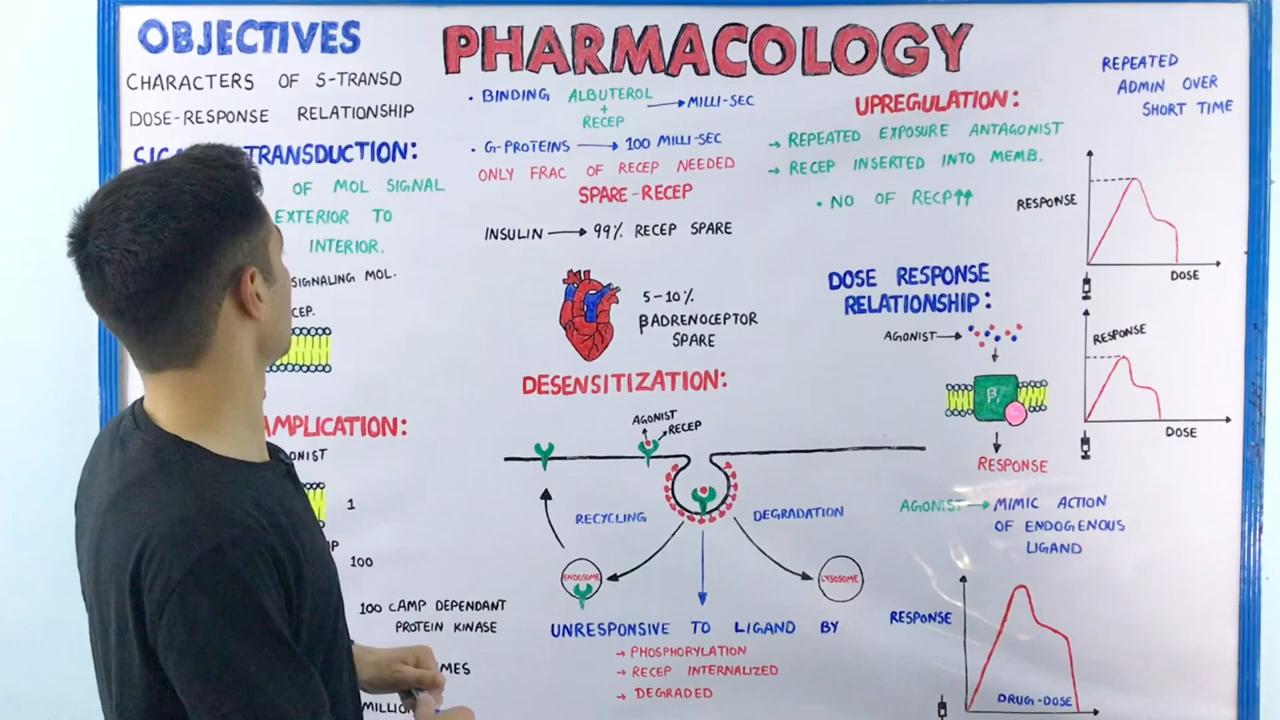 OBJECTIVES
CHARACTERS OF S-TRANSD
DOSE-RESPONSE RELATIONSHIP
TRANSDUCTION:
OF MOL SIGNAL
EXTERIOR TO
INTERIOR.
SIGNALING MOL.
AMPLICATION:
1
100
100 CAMP DEPENDANT
PROTEIN KINASE
PHARMACOLOGY
• BINDING ALBUTEROL + RECEP → MILLI-SEC
• G-PROTEINS → 100 MILLI-SEC
ONLY FRAC OF RECEP NEEDED
SPARE-RECEP
INSULIN → 99% RECEP SPARE
5-10%
βADRENOCEPTOR
SPARE
DESENSITIZATION:
AGONIST
RECEP
RECYCLING
DEGRADATION
ENDOSOME
LYSOSOME
UNRESPONSIVE TO LIGAND BY
→ PHOSPHORYLATION
→ RECEP INTERNALIZED
→ DEGRADED
UPREGULATION:
→ REPEATED EXPOSURE ANTAGONIST
→ RECEP INSERTED INTO MEMB.
• NO OF RECP↑↑
DOSE RESPONSE
RELATIONSHIP:
AGONIST →
β₁
RESPONSE
AGONIST → MIMIC ACTION
OF ENDOGENOUS
LIGAND
RESPONSE
DRUG-DOSE
REPEATED
ADMIN OVER
SHORT TIME
RESPONSE
DOSE
RESPONSE
DOSE